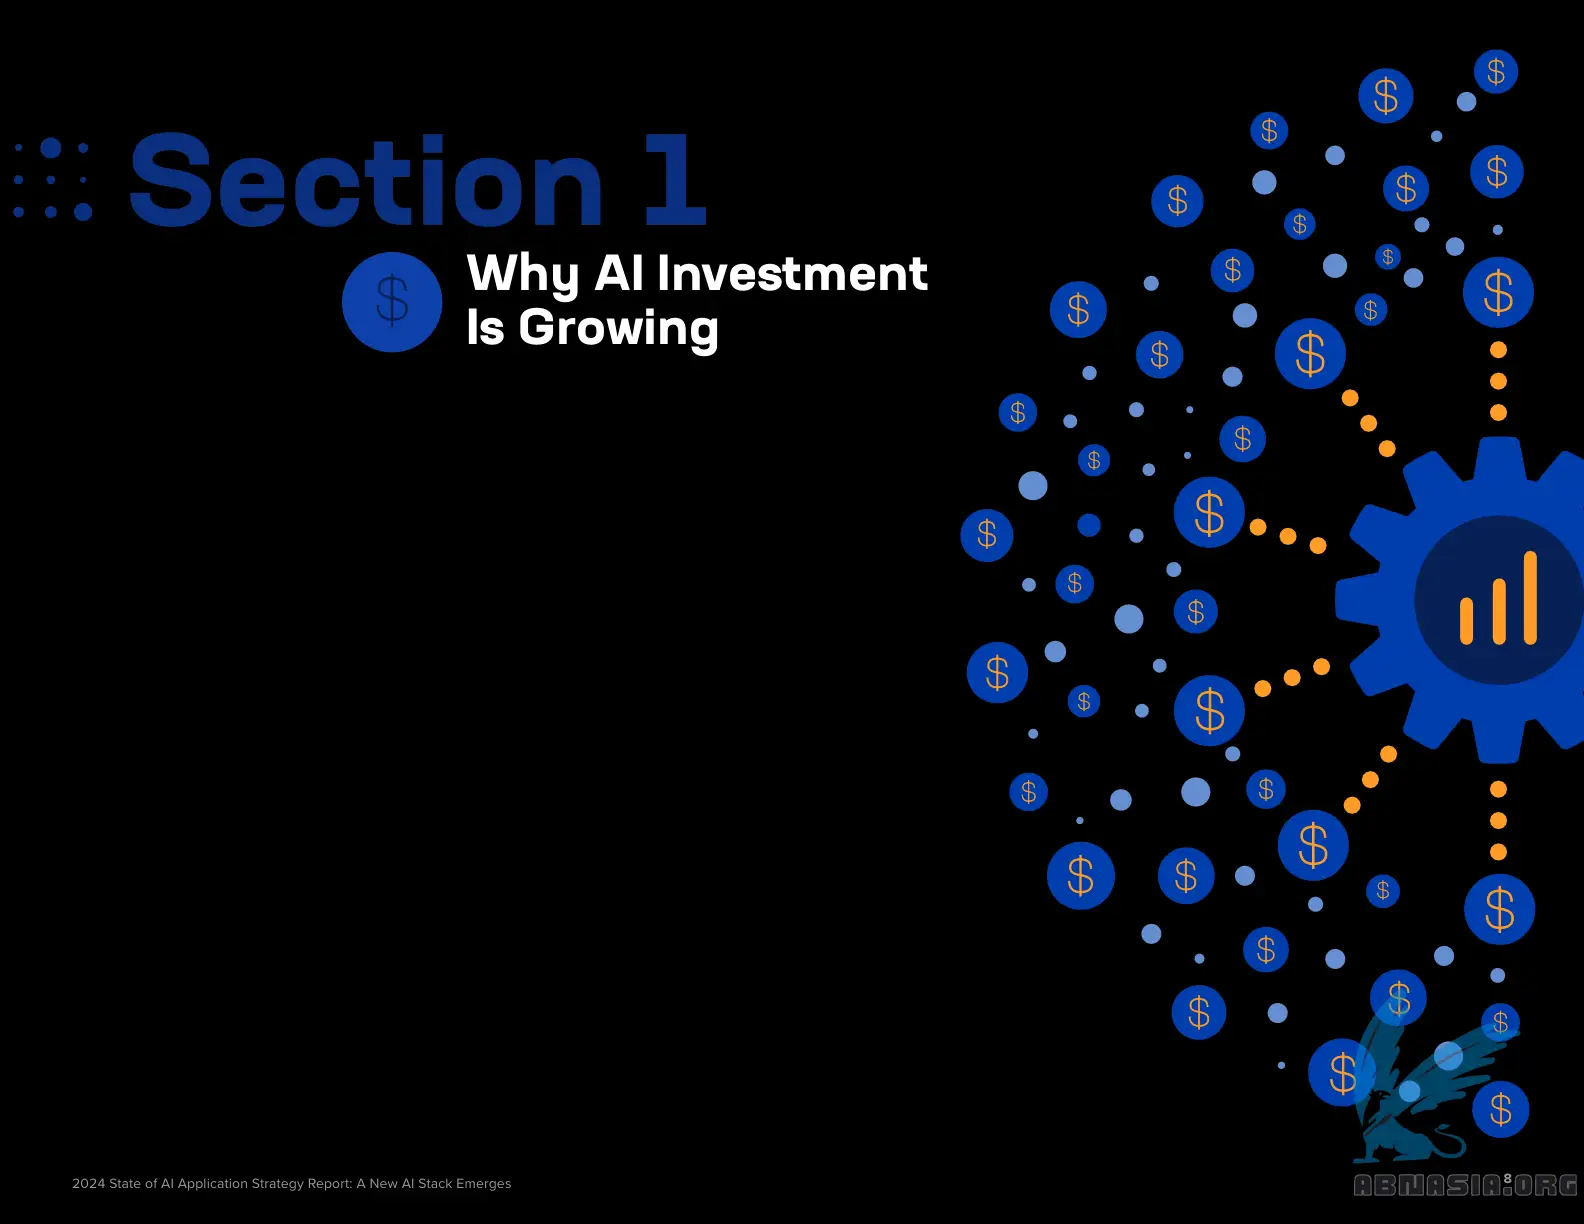 Section 1
Why AI Investment
Is Growing
2024 State of AI Application Strategy Report: A New AI Stack Emerges
8
ABNASIA.ORG